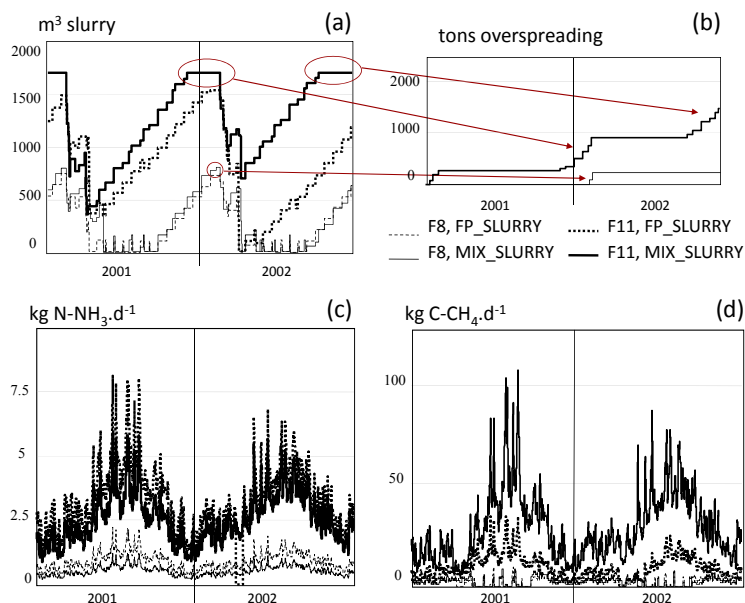 m³ slurry
(a)
2000
1500
1000
500
0
2001
2002
(b)
tons overspreading
2000
1000
0
2001
2002
F8, FP_SLURRY
F11, FP_SLURRY
F8, MIX_SLURRY
F11, MIX_SLURRY
kg N-NH₃.d⁻¹
(c)
7.5
5
2.5
0
2001
2002
kg C-CH₄.d⁻¹
(d)
100
50
0
2001
2002